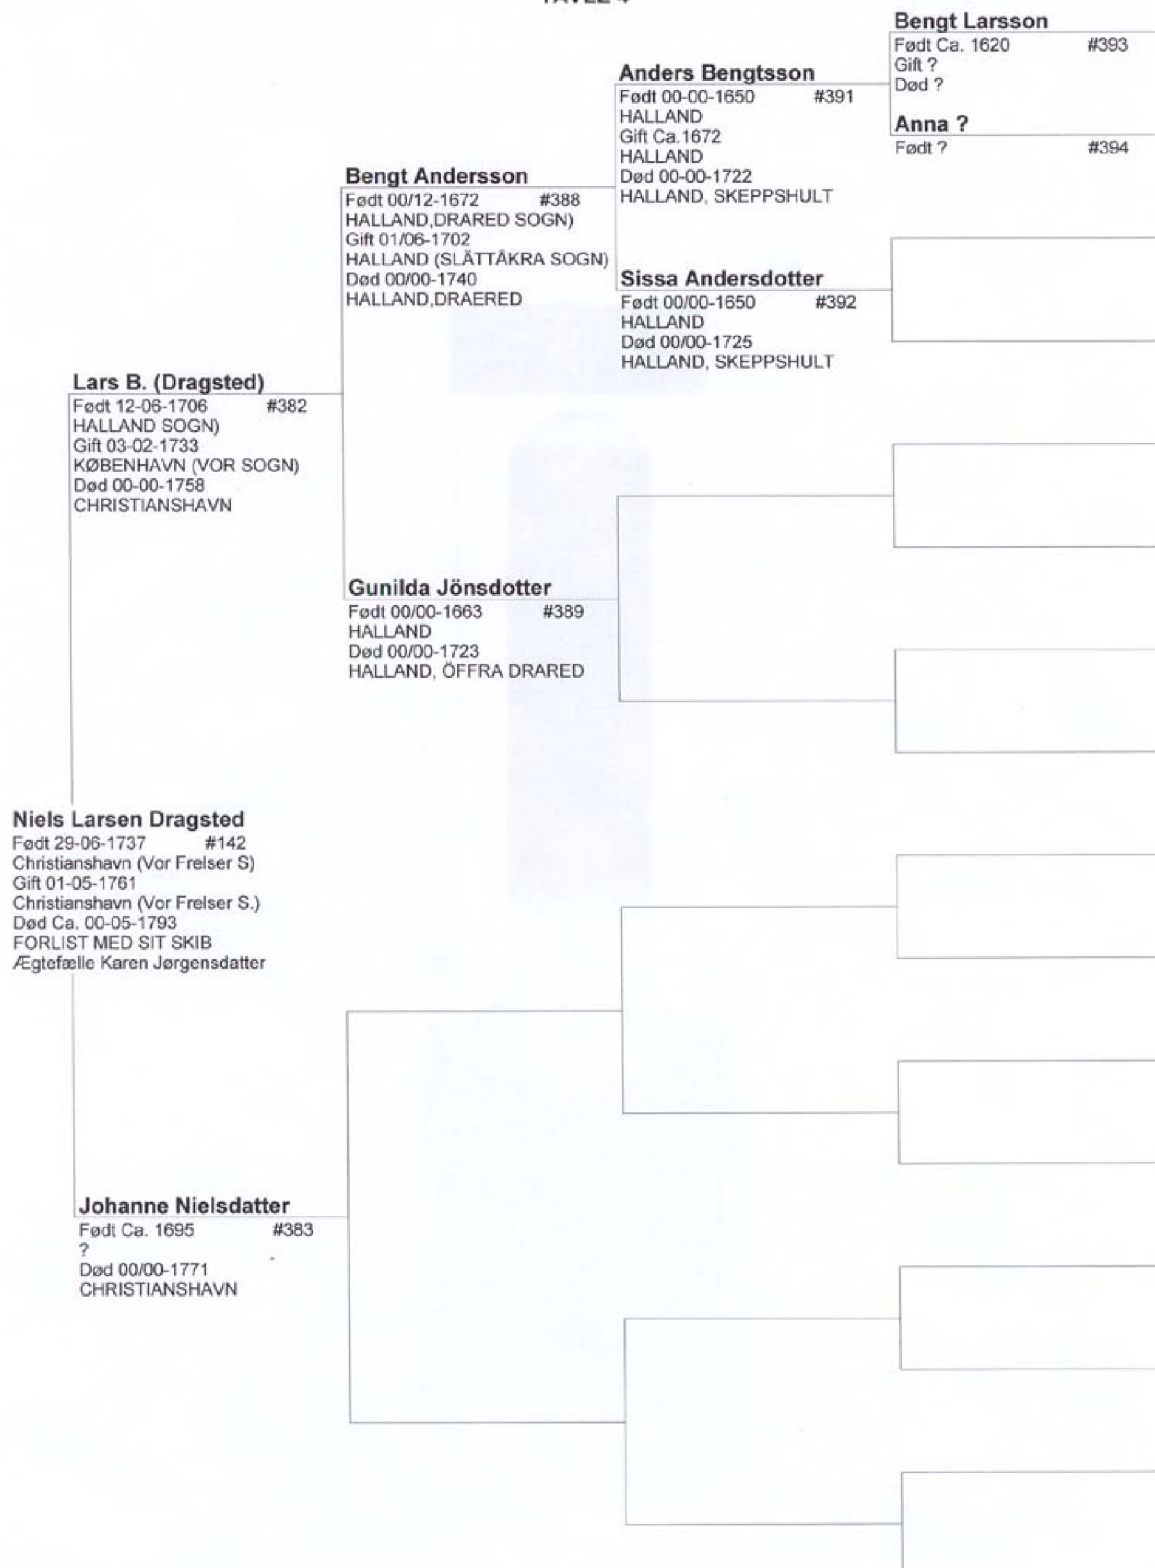 Bengt Larsson
Født Ca. 1620 #393
Gift ?
Død ?
Anna ?
Født ? #394
Anders Bengtsson
Født 00-00-1650 #391
HALLAND
Gift Ca.1672
HALLAND
Død 00-00-1722
HALLAND, SKEPPSHULT
Bengt Andersson
Født 00/12-1672 #388
HALLAND,DRARED SOGN)
Gift 01/06-1702
HALLAND (SLÄTTÅKRA SOGN)
Død 00/00-1740
HALLAND,DRAERED
Sissa Andersdotter
Født 00/00-1650 #392
HALLAND
Død 00/00-1725
HALLAND, SKEPPSHULT
Lars B. (Dragsted)
Født 12-06-1706 #382
HALLAND SOGN)
Gift 03-02-1733
KØBENHAVN (VOR SOGN)
Død 00-00-1758
CHRISTIANSHAVN
Gunilda Jönsdotter
Født 00/00-1663 #389
HALLAND
Død 00/00-1723
HALLAND, ÖFFRA DRARED
Niels Larsen Dragsted
Født 29-06-1737 #142
Christianshavn (Vor Frelser S)
Gift 01-05-1761
Christianshavn (Vor Frelser S.)
Død Ca. 00-05-1793
FORLIST MED SIT SKIB
Ægtefælle Karen Jørgensdatter
Johanne Nielsdatter
Født Ca. 1695 #383
?
Død 00/00-1771
CHRISTIANSHAVN